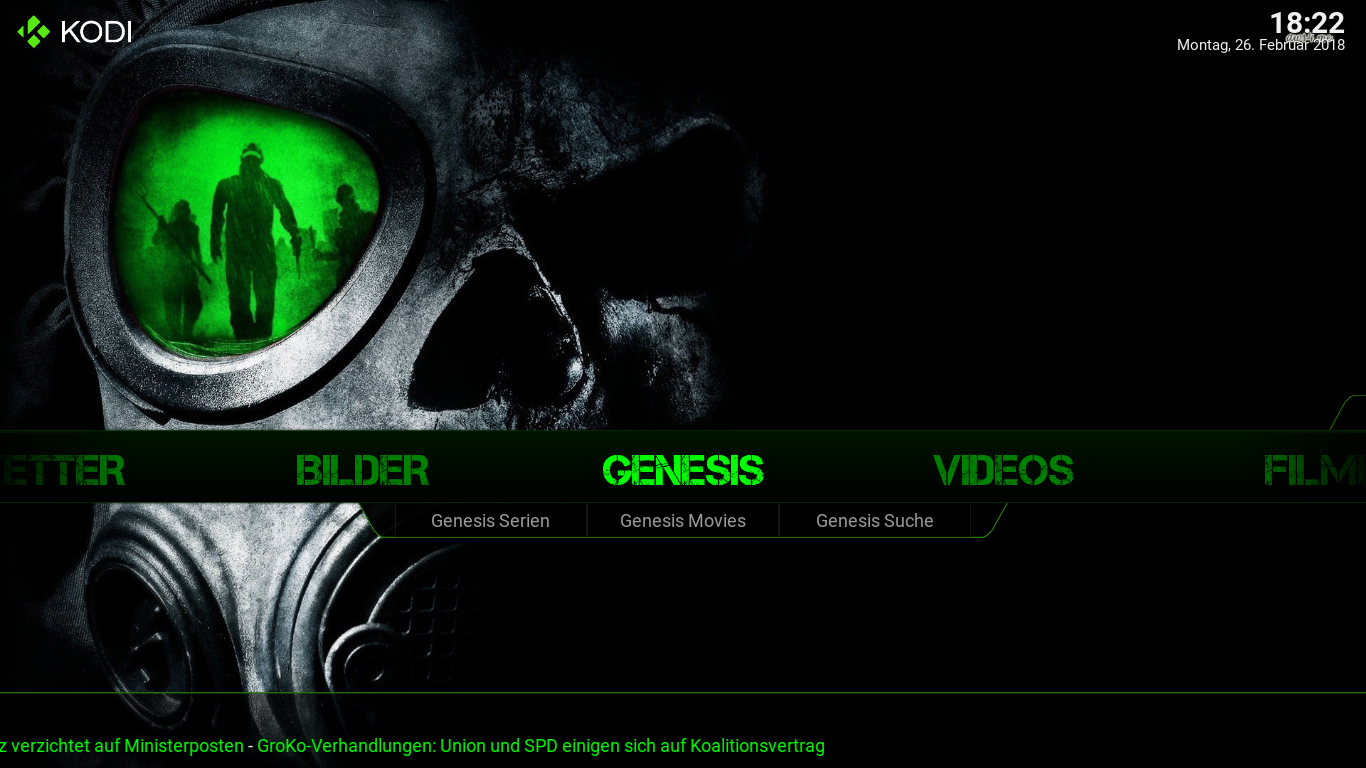 KODI
18:22
Montag, 26. Februar 2018
ETTER BILDER GENESIS VIDEOS FILM
Genesis Serien Genesis Movies Genesis Suche
z verzichtet auf Ministerposten - GroKo-Verhandlungen: Union und SPD einigen sich auf Koalitionsvertrag